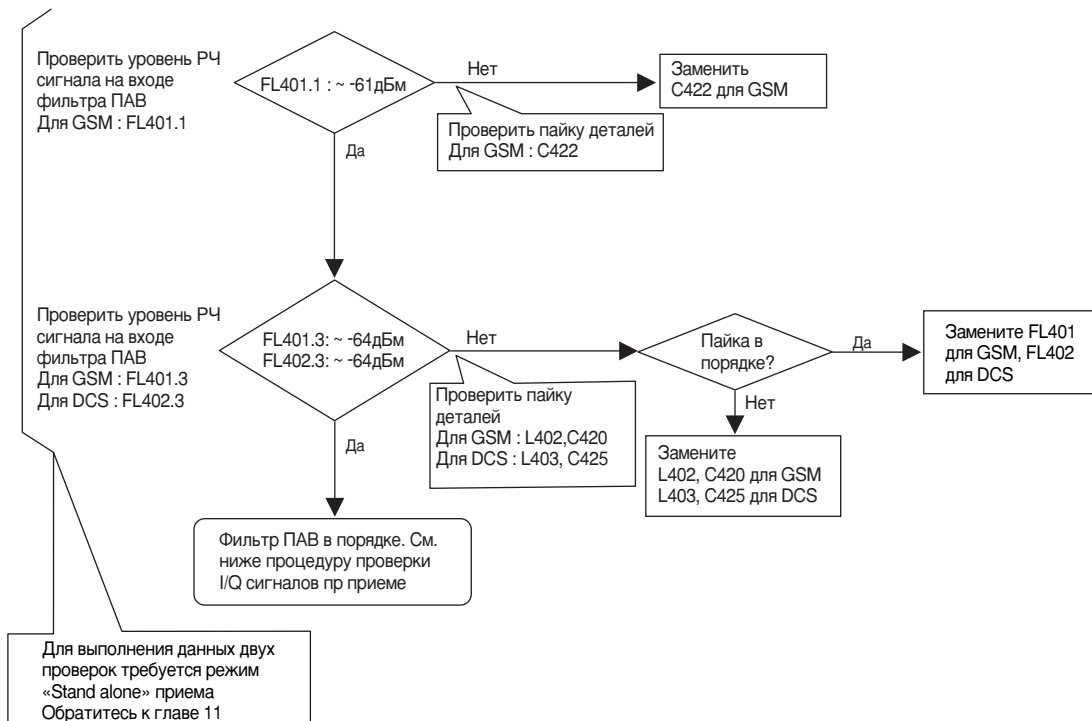 Проверить уровень РЧ
сигнала на входе
фильтра ПАВ
Для GSM : FL401.1
FL401.1 : ~ -61дБм
Нет
Заменить
C422 для GSM
Проверить пайку деталей
Для GSM : C422
Да
Проверить уровень РЧ
сигнала на входе
фильтра ПАВ
Для GSM : FL401.3
Для DCS : FL402.3
FL401.3: ~ -64дБм
FL402.3: ~ -64дБм
Нет
Пайка в
порядке?
Да
Замените FL401
для GSM, FL402
для DCS
Проверить пайку
деталей
Для GSM : L402,C420
Для DCS : L403, C425
Нет
Замените
L402, C420 для GSM
L403, C425 для DCS
Да
Фильтр ПАВ в порядке. См.
ниже процедуру проверки
I/Q сигналов пр приеме
Для выполнения данных двух
проверок требуется режим
«Stand alone» приема
Обратитесь к главе 11